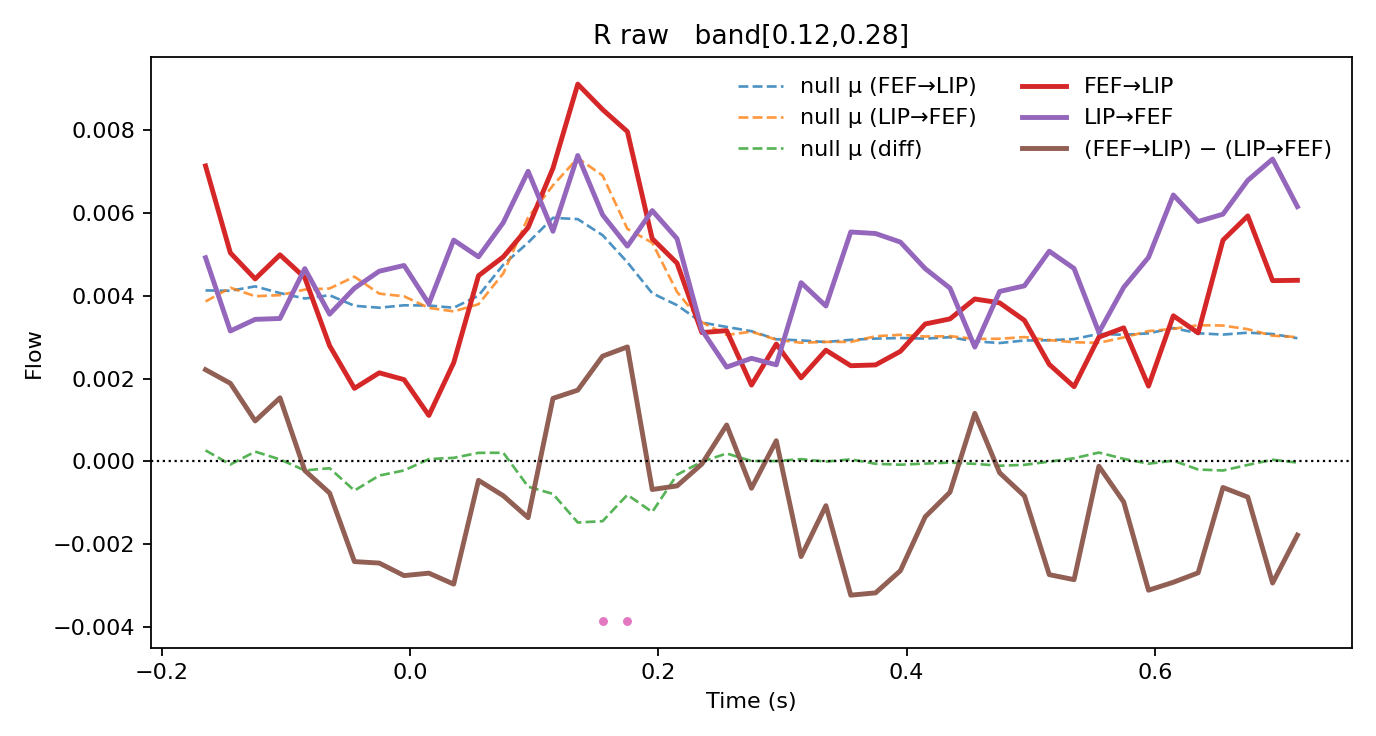 R raw   band[0.12,0.28]
null μ (FEF→LIP)
null μ (LIP→FEF)
null μ (diff)
FEF→LIP
LIP→FEF
(FEF→LIP) − (LIP→FEF)
Flow
0.008
0.006
0.004
0.002
0.000
−0.002
−0.004
−0.2
0.0
0.2
0.4
0.6
Time (s)